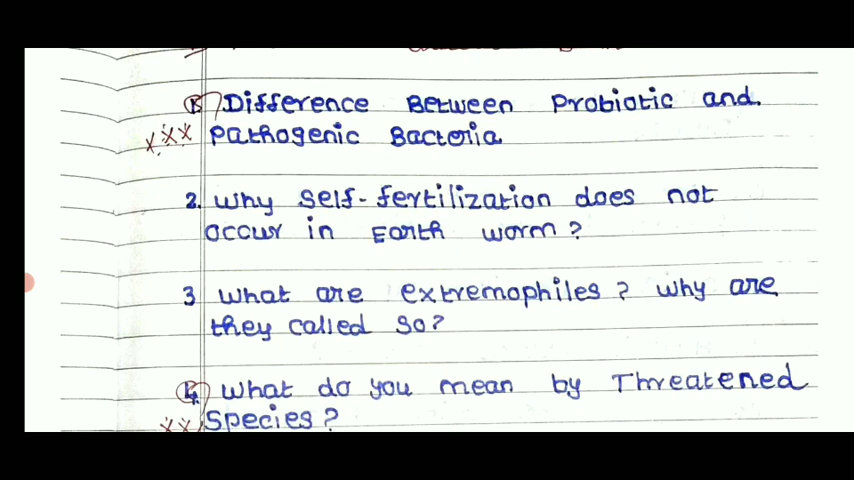 1. Difference Between Probiotic and
Pathogenic Bacteria
2. Why Self-fertilization does not
occur in Earth worm?
3 What are extremophiles? Why are
they called so?
4. What do you mean by Threatened
Species?